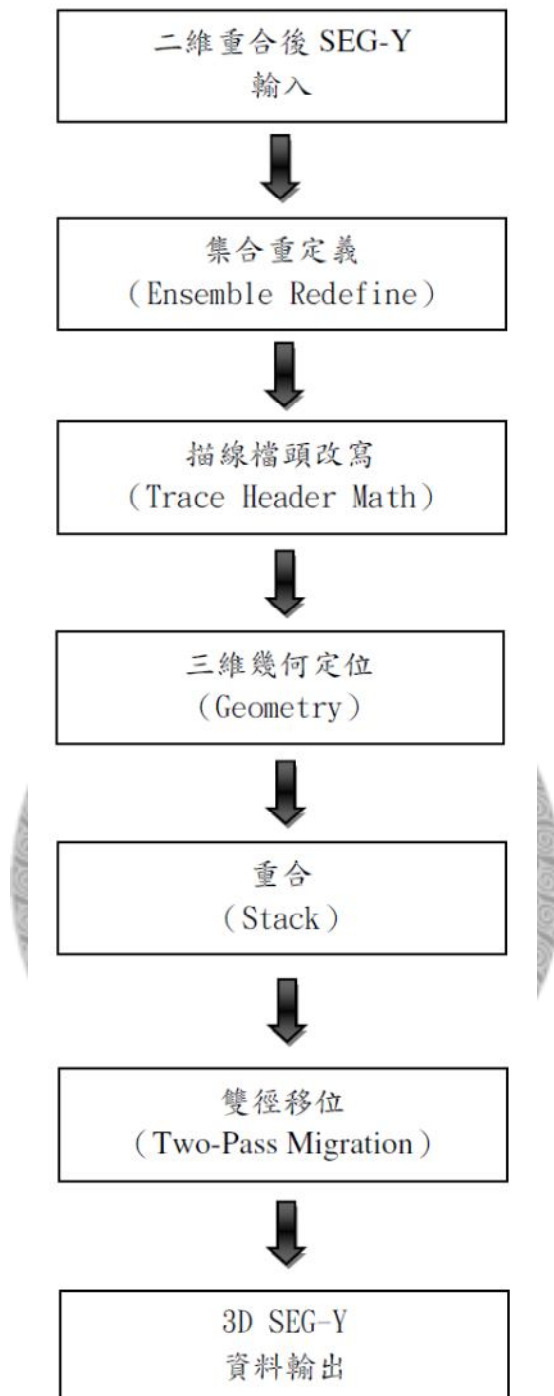 二維重合後 SEG-Y
輸入
集合重定義
（Ensemble Redefine）
描線檔頭改寫
（Trace Header Math）
三維幾何定位
（Geometry）
重合
（Stack）
雙徑移位
（Two-Pass Migration）
3D SEG-Y
資料輸出